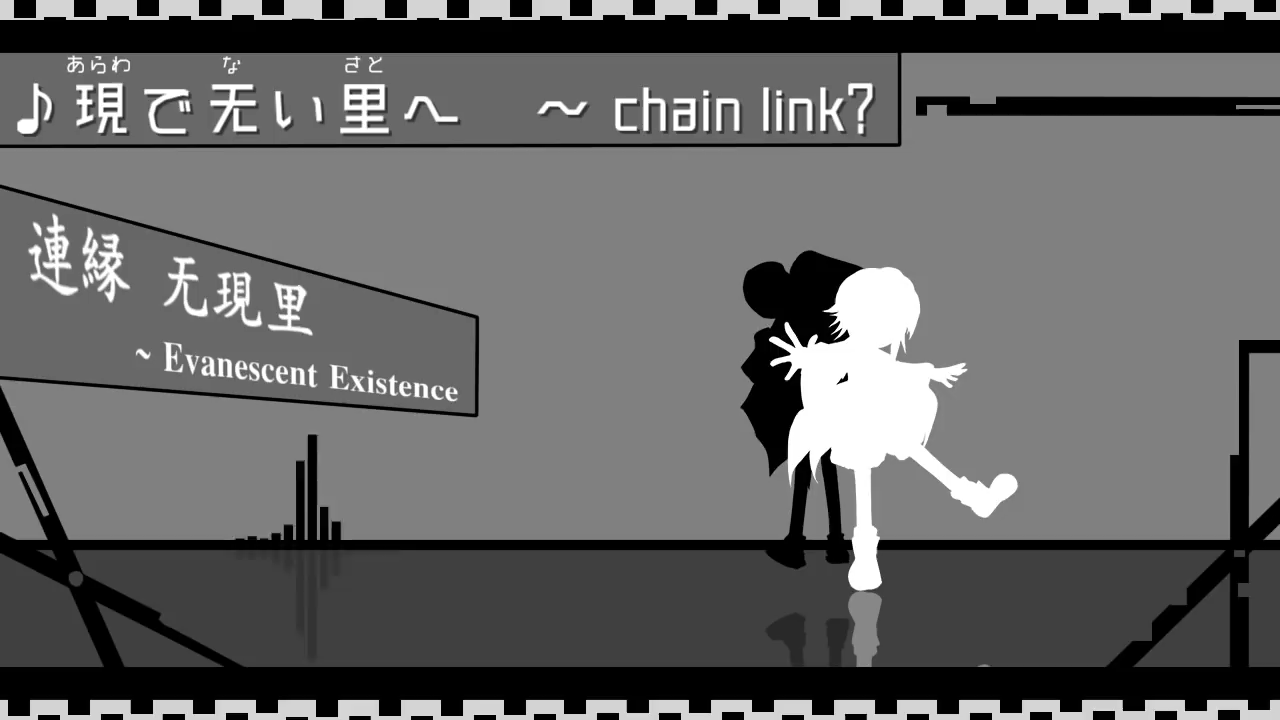 あらわ な さと
♪現で无い里へ ～ chain link?
連縁 无現里
~ Evanescent Existence